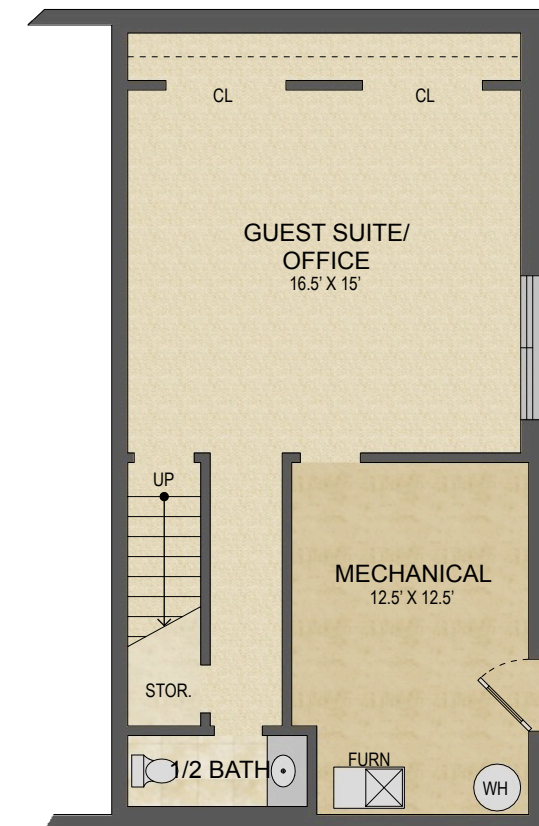 CL
CL
GUEST SUITE/
OFFICE
16.5' X 15'
UP
MECHANICAL
12.5' X 12.5'
STOR.
1/2 BATH
FURN
WH